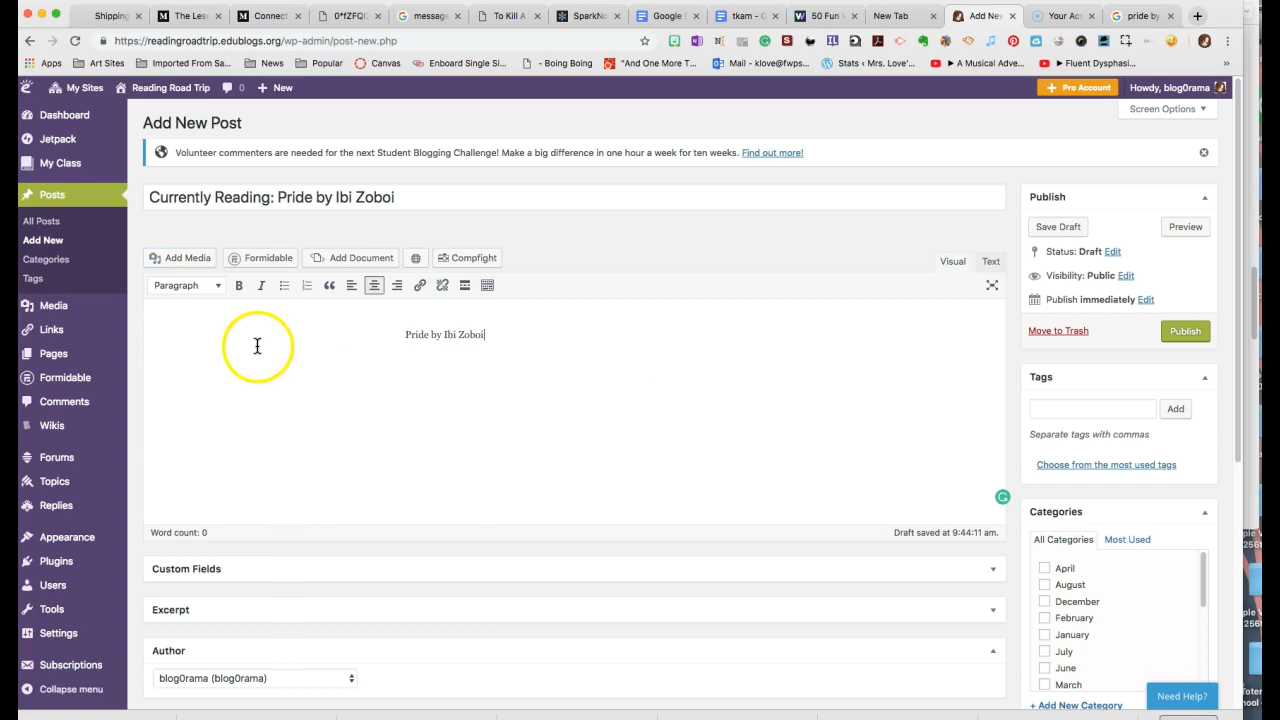 Shipping
The Less
Connect
0*fZFQD
message
To Kill A
SparkNo
Google
tkam - C
50 Fun
New Tab
Add New
Your Acc
pride by
https://readingroadtrip.edublogs.org/wp-admin/post-new.php
Apps
Art Sites
Imported From Sa...
News
Popular
Canvas
Enboard Single Si...
- Boing Boing
"And One More T...
Mail - klove@fwps...
Stats ‹ Mrs. Love'...
A Musical Adve...
Fluent Dysphasi...
»
My Sites
Reading Road Trip
0
New
Pro Account
Howdy, blog0rama
Dashboard
Jetpack
My Class
Posts
All Posts
Add New
Categories
Tags
Media
Links
Pages
Formidable
Comments
Wikis
Forums
Topics
Replies
Appearance
Plugins
Users
Tools
Settings
Subscriptions
Collapse menu
Screen Options
Add New Post
Volunteer commenters are needed for the next Student Blogging Challenge! Make a big difference in one hour a week for ten weeks. Find out more!
Currently Reading: Pride by Ibi Zoboi
Add Media
Formidable
Add Document
Compfight
Visual
Text
Paragraph
B
I
Pride by Ibi Zoboi
Word count: 0
Draft saved at 9:44:11 am.
Custom Fields
Excerpt
Author
blog0rama (blog0rama)
Publish
Save Draft
Preview
Status: Draft Edit
Visibility: Public Edit
Publish immediately Edit
Move to Trash
Publish
Tags
Add
Separate tags with commas
Choose from the most used tags
Categories
All Categories
Most Used
April
August
December
February
January
July
June
March
+ Add New Category
Need Help?